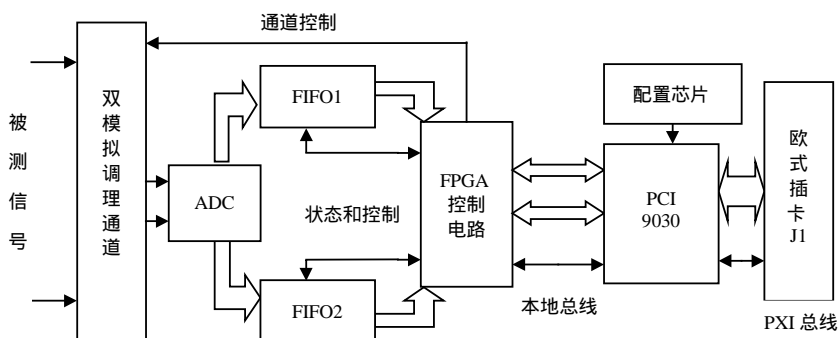 通道控制
被测信号
双模拟调理通道
ADC
FIFO1
FIFO2
状态和控制
FPGA
控制
电路
本地总线
配置芯片
PCI
9030
欧式插卡
J1
PXI 总线